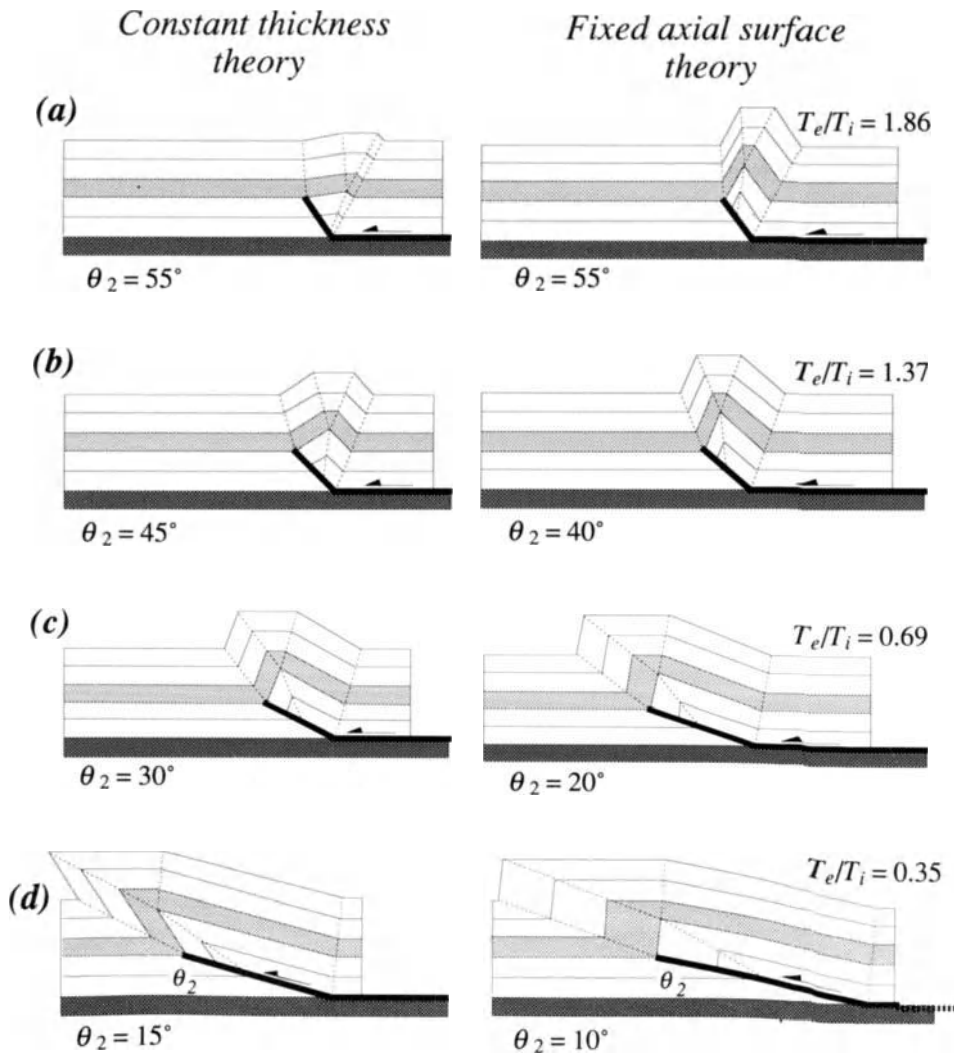 Constant thickness
theory
Fixed axial surface
theory
(a)
T_e/T_i = 1.86
θ_2 = 55°
θ_2 = 55°
(b)
T_e/T_i = 1.37
θ_2 = 45°
θ_2 = 40°
(c)
T_e/T_i = 0.69
θ_2 = 30°
θ_2 = 20°
(d)
T_e/T_i = 0.35
θ_2
θ_2
θ_2 = 15°
θ_2 = 10°